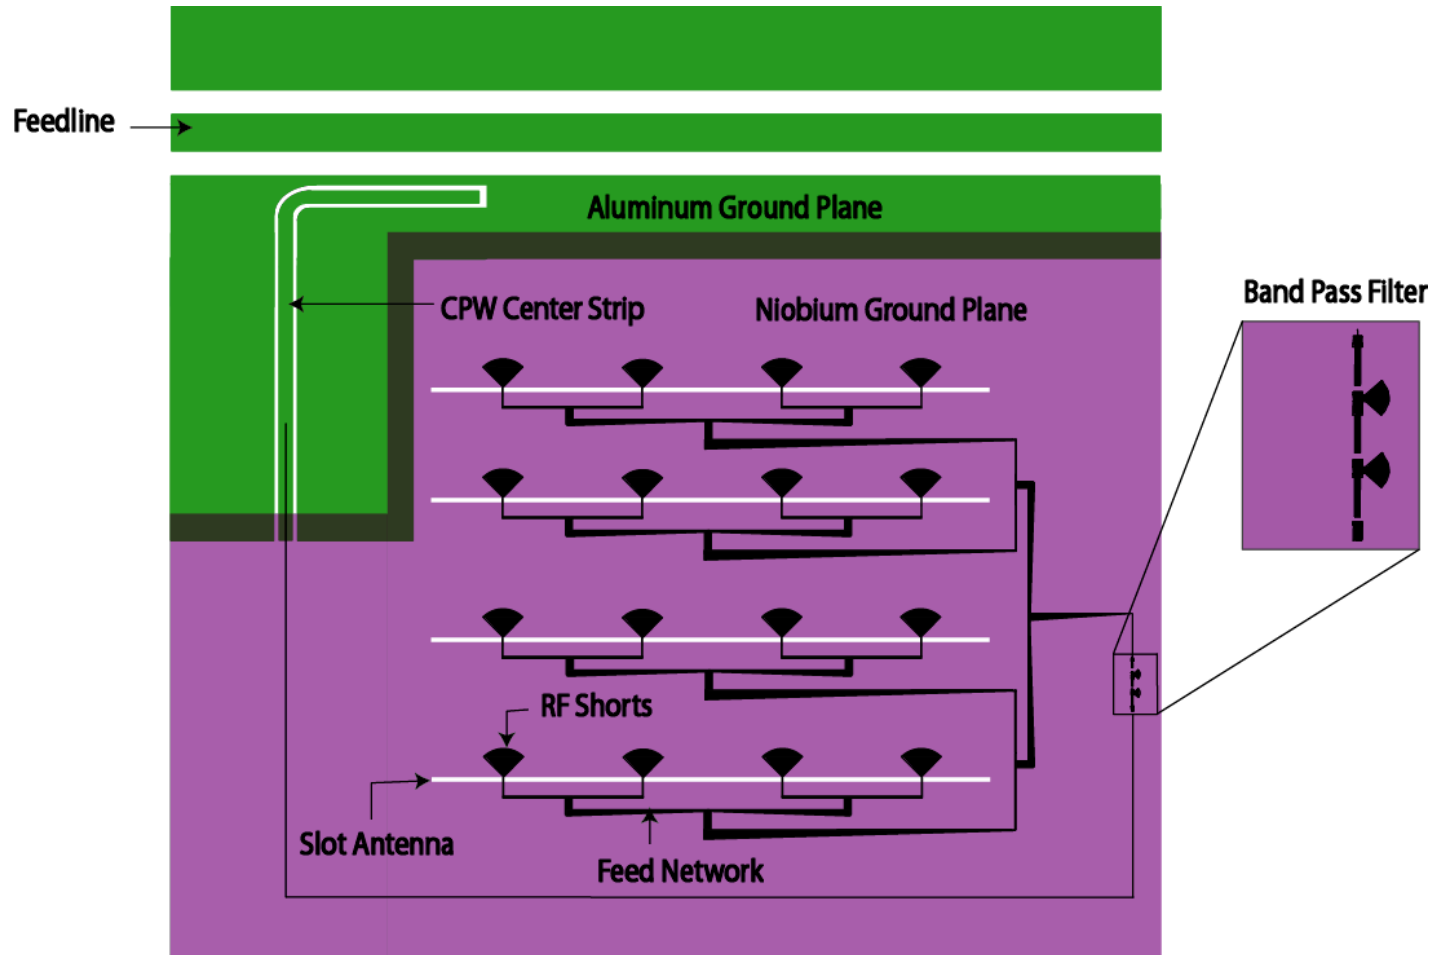 Feedline
Aluminum Ground Plane
Band Pass Filter
CPW Center Strip
Niobium Ground Plane
RF Shorts
Slot Antenna
Feed Network